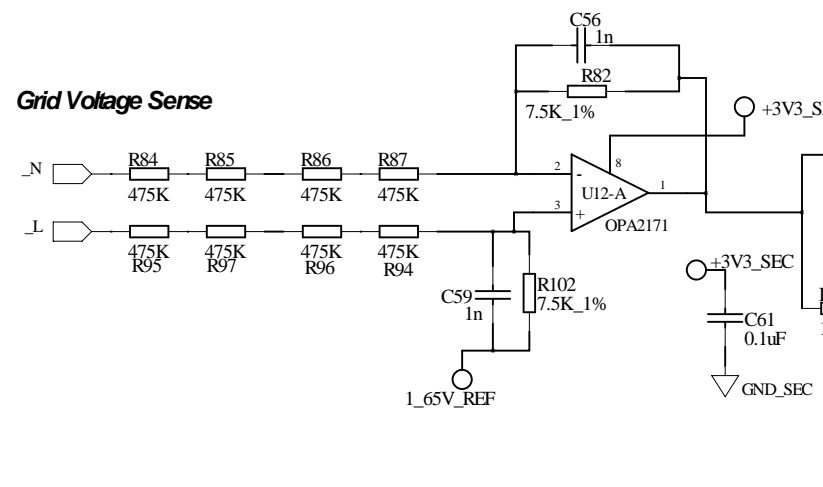 C56
1n
R82
7.5K_1%
Grid Voltage Sense
+3V3_S
_N
R84
R85
R86
R87
475K
475K
475K
475K
2
-
8
U12-A
1
3
+
OPA2171
_L
475K
475K
475K
475K
R95
R97
R96
R94
+3V3_SEC
C59
1n
R102
7.5K_1%
C61
0.1uF
1_65V_REF
GND_SEC